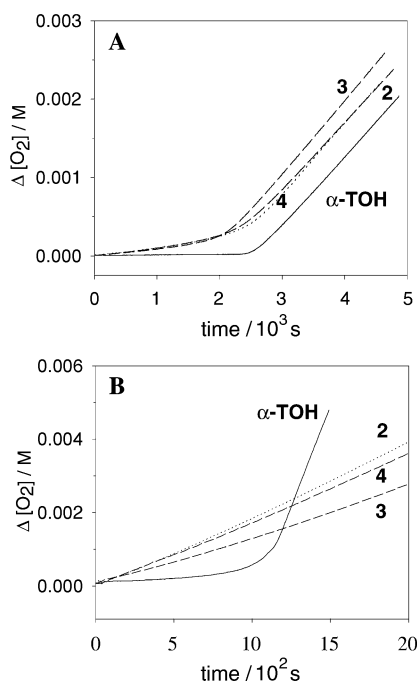 A
Δ [O2] / M
0.003
0.002
0.001
0.000
3
2
4
α-TOH
0 1 2 3 4 5
time / 10^3 s
B
Δ [O2] / M
0.006
0.004
0.002
0.000
α-TOH
2
4
3
0 5 10 15 20
time / 10^2 s